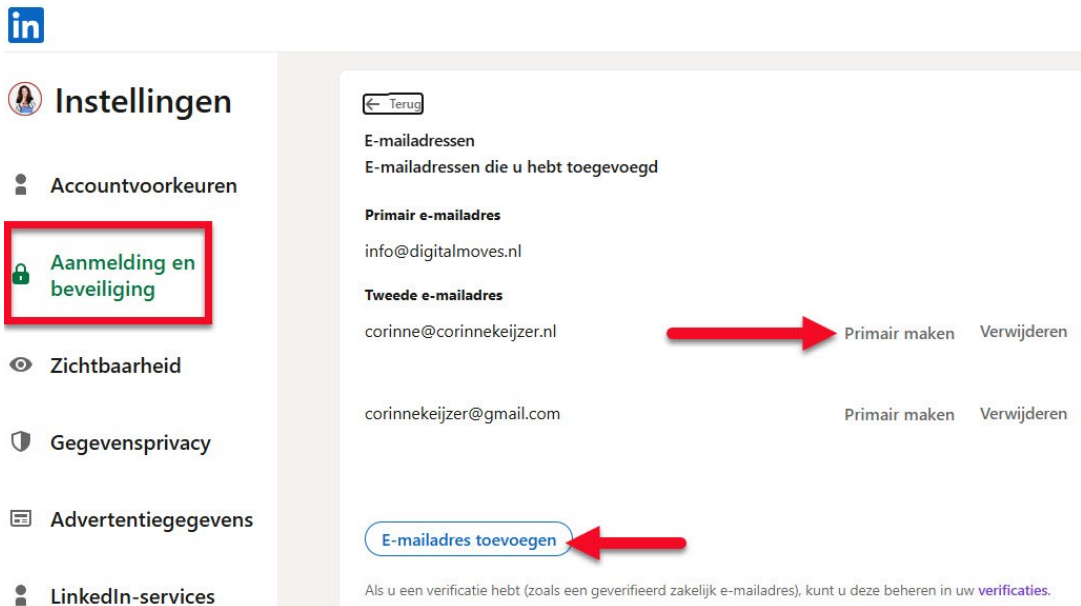 in
Instellingen
Accountvoorkeuren
Aanmelding en
beveiliging
Zichtbaarheid
Gegevensprivacy
Advertentiegegevens
LinkedIn-services
← Terug
E-mailadressen
E-mailadressen die u hebt toegevoegd
Primair e-mailadres
info@digitalmoves.nl
Tweede e-mailadres
corinne@corinnekeijzer.nl Primair maken Verwijderen
corinnekeijzer@gmail.com Primair maken Verwijderen
E-mailadres toevoegen
Als u een verificatie hebt (zoals een geverifieerd zakelijk e-mailadres), kunt u deze beheren in uw verificaties.